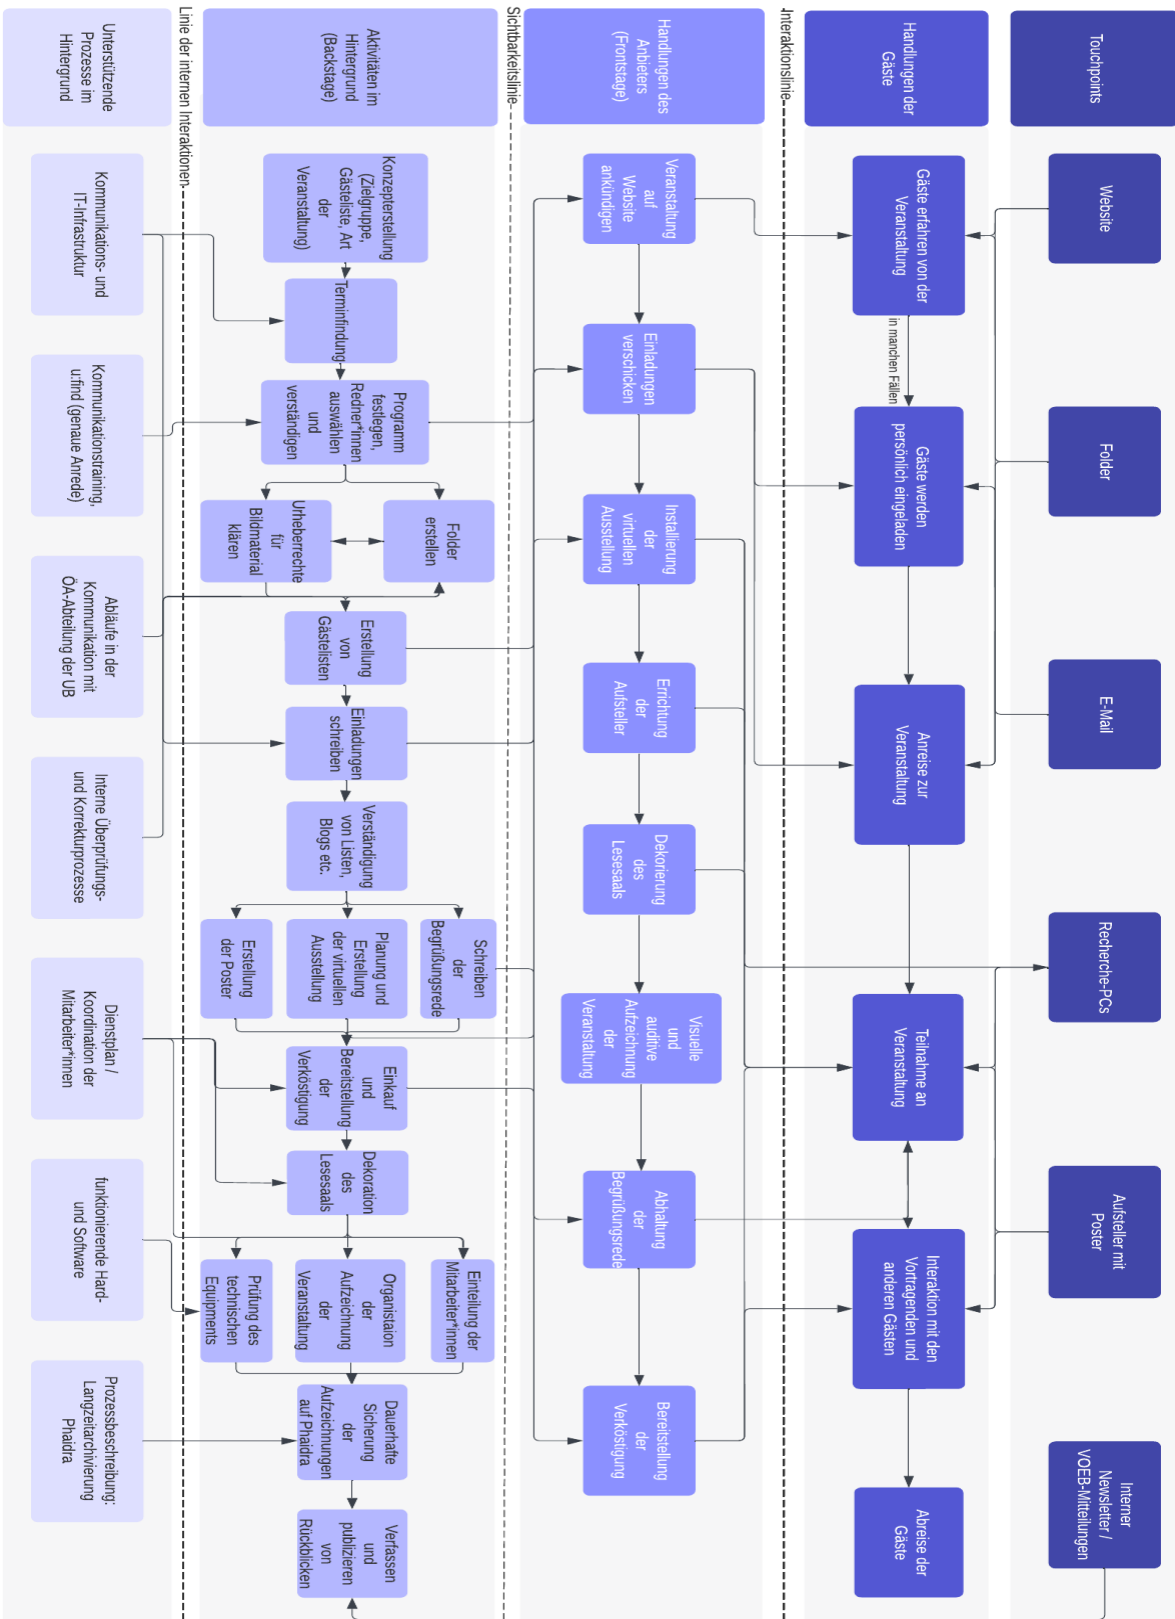 Touchpoints
Website
Folder
E-Mail
Recherche-PCs
Aufsteller mit
Poster
Interner
Newsletter /
VOEB-Mitteilungen
Handlungen der
Gäste
Gäste erfahren von der
Veranstaltung
in manchen Fällen
Gäste werden
persönlich eingeladen
Anreise zur
Veranstaltung
Teilnahme an
Veranstaltung
Interaktion mit den
Vortragenden und
anderen Gästen
Abreise der
Gäste
Interaktionslinie
Handlungen des
Anbieters
(Frontstage)
Veranstaltung
auf
Website
ankündigen
Einladungen
verschicken
Installierung
der
virtuellen
Ausstellung
Errichtung
der
Aufsteller
Dekorierung
des
Lesesaals
Visuelle
und
auditive
Aufzeichnung
der
Veranstaltung
Abhaltung
der
Begrüßungsrede
Bereitstellung
der
Verköstigung
Sichtbarkeitslinie
Aktivitäten im
Hintergrund
(Backstage)
Konzepterstellung
(Zielgruppe,
Gästeliste, Art
der
Veranstaltung)
Terminfindung
Programm
festlegen,
Redner*innen
auswählen
und
verständigen
Folder
erstellen
Urheberrechte
für
Bildmaterial
klären
Erstellung
von
Gästelisten
Einladungen
schreiben
Verständigung
von Listen,
Blogs etc.
Schreiben
der
Begrüßungsrede
Planung und
Erstellung
der virtuellen
Ausstellung
Erstellung
der Poster
Einkauf
und
Bereitstellung
der
Verköstigung
Dekoration
des
Lesesaals
Einteilung der
Mitarbeiter*innen
Organistaion
der
Aufzeichnung
der
Veranstaltung
Prüfung des
technischen
Equipments
Dauerhafte
Sicherung
der
Aufzeichnungen
auf Phaidra
Verfassen
und
publizieren
von
Rückblicken
Linie der internen Interaktionen
Unterstützende
Prozesse im
Hintergrund
Kommunikations- und
IT-Infrastruktur
Kommunikationstraining,
u:find (genaue Anrede)
Abläufe in der
Kommunikation mit
ÖA-Abteilung der UB
Interne Überprüfungs-
und Korrekturprozesse
Dienstplan /
Koordination der
Mitarbeiter*innen
funktionierende Hard-
und Software
Prozessbeschreibung:
Langzeitarchivierung
Phaidra